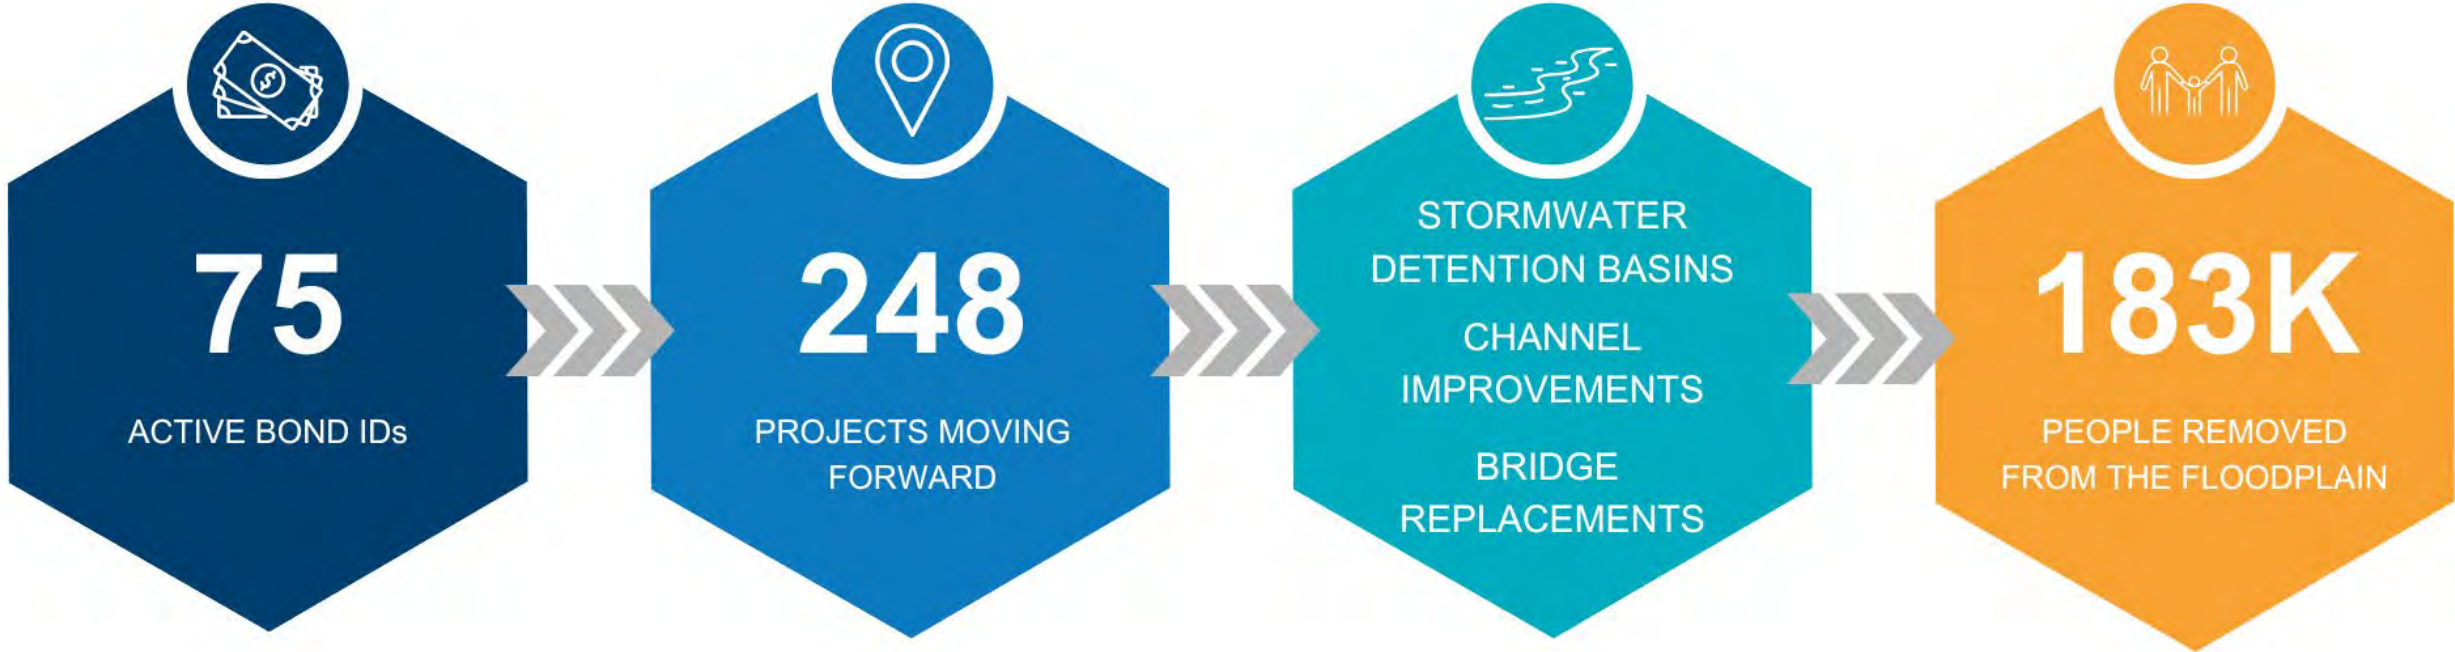 75
ACTIVE BOND IDs
248
PROJECTS MOVING
FORWARD
STORMWATER
DETENTION BASINS
CHANNEL
IMPROVEMENTS
BRIDGE
REPLACEMENTS
183K
PEOPLE REMOVED
FROM THE FLOODPLAIN